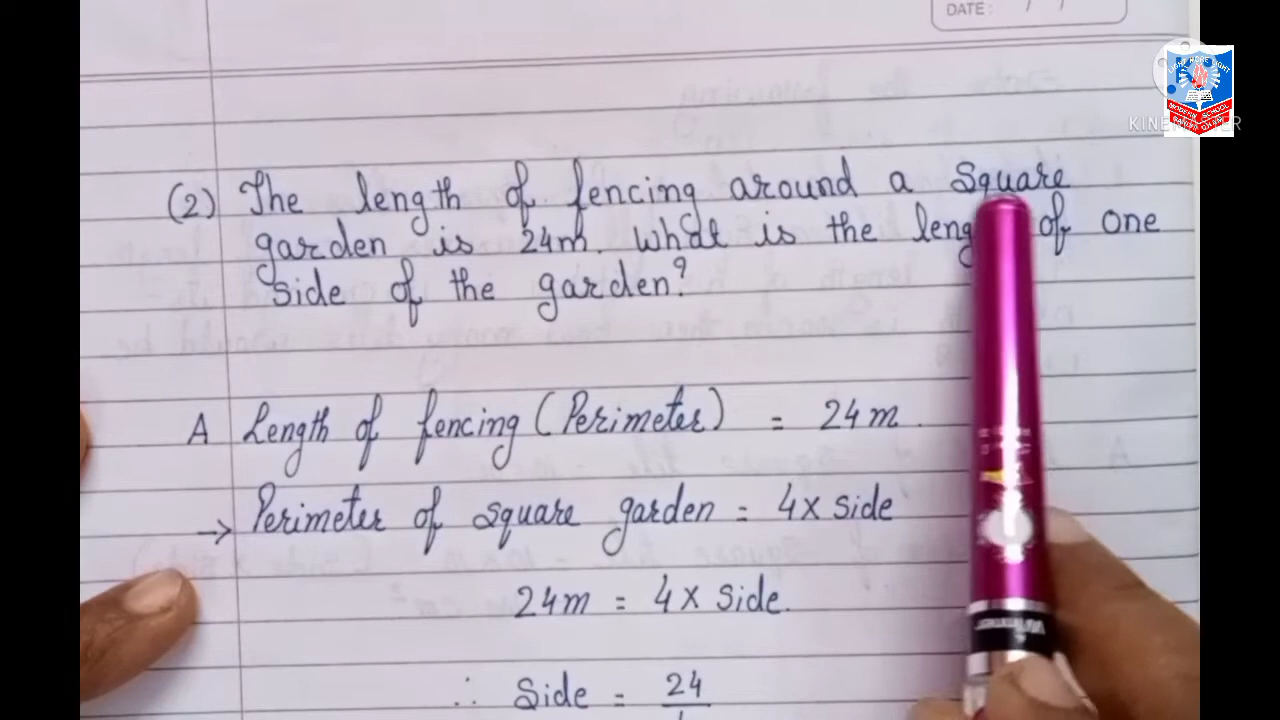 DATE: / /
(2) The length of fencing around a square
garden is 24m. What is the length of one
side of the garden?
A Length of fencing (Perimeter) = 24m.
→ Perimeter of square garden = 4 x side
24m = 4 x side.
∴ Side = 24